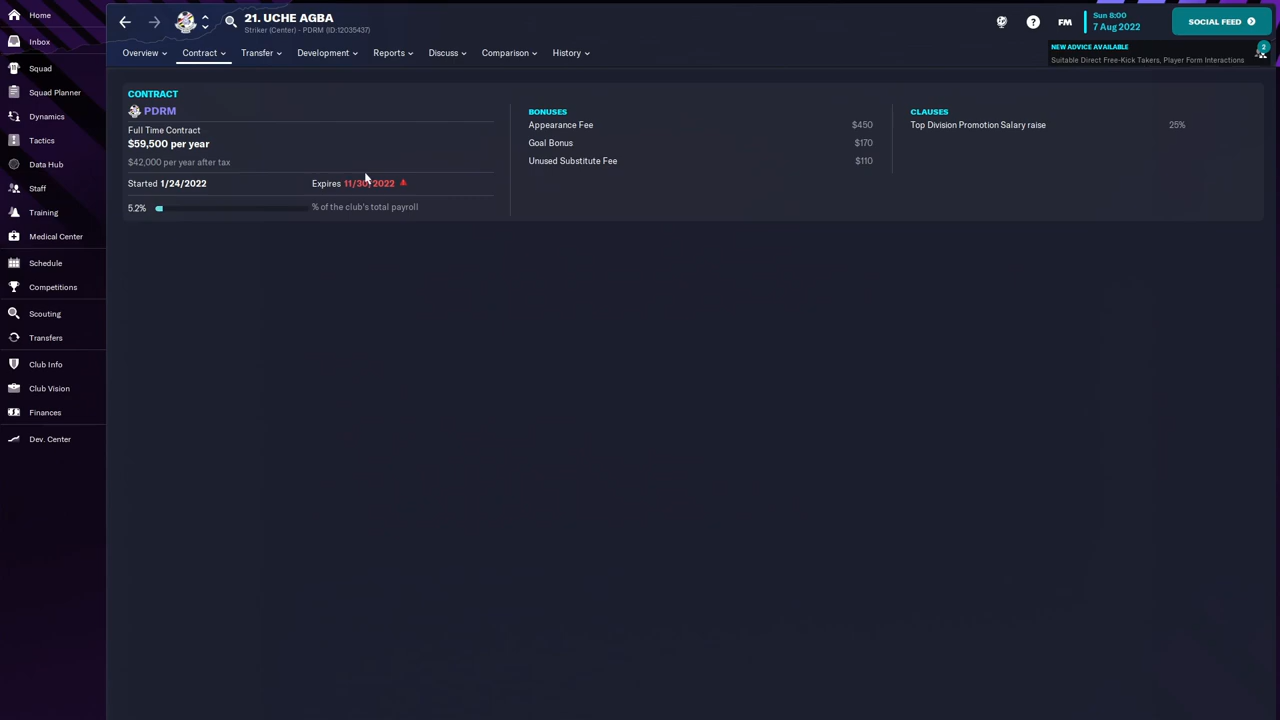 Home
Inbox
Squad
Squad Planner
Dynamics
Tactics
Data Hub
Staff
Training
Medical Center
Schedule
Competitions
Scouting
Transfers
Club Info
Club Vision
Finances
Dev. Center
21. UCHE AGBA
Striker (Center) - PDRM (ID:12035437)
FM
Sun 8:00
7 Aug 2022
SOCIAL FEED
Overview
Contract
Transfer
Development
Reports
Discuss
Comparison
History
NEW ADVICE AVAILABLE
2
Suitable Direct Free-Kick Takers, Player Form Interactions
CONTRACT
PDRM
Full Time Contract
$59,500 per year
$42,000 per year after tax
Started 1/24/2022
Expires 11/30/2022
5.2%
% of the club's total payroll
BONUSES
Appearance Fee $450
Goal Bonus $170
Unused Substitute Fee $110
CLAUSES
Top Division Promotion Salary raise 25%